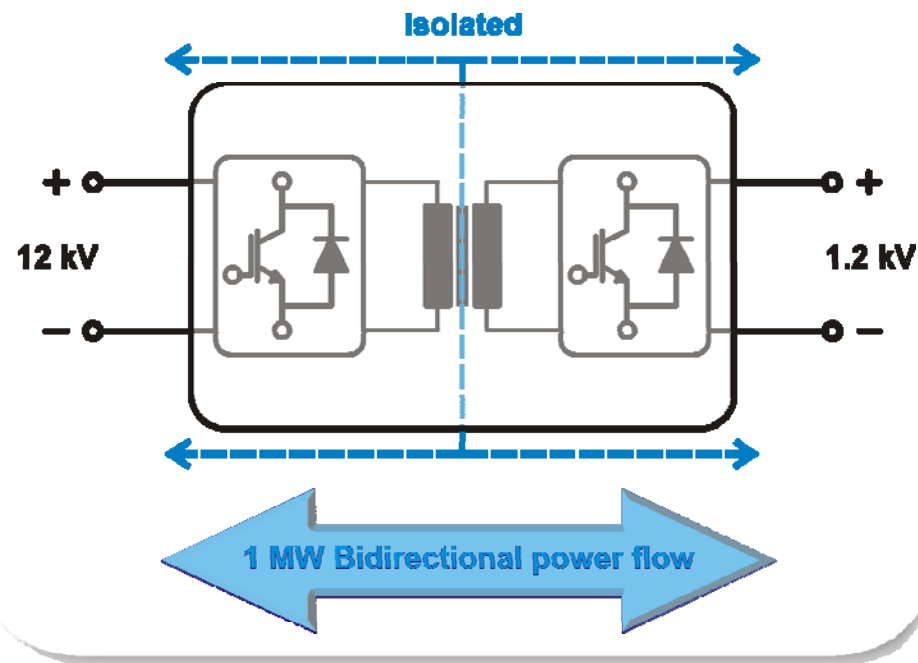 Isolated
+
+
12 kV
1.2 kV
−
−
1 MW Bidirectional power flow